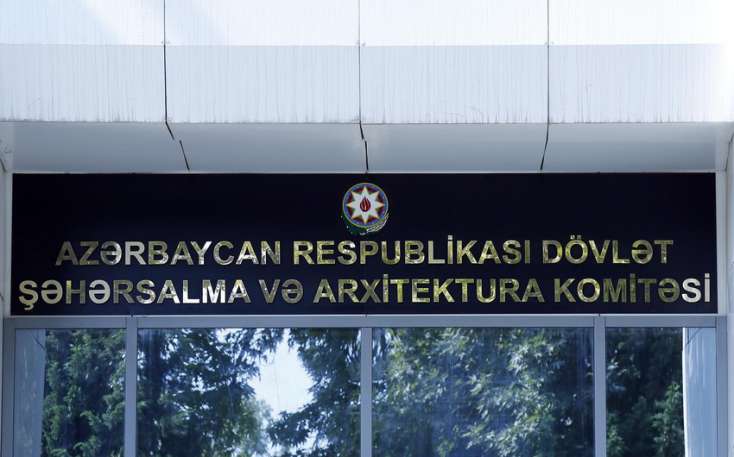 AZƏRBAYCAN RESPUBLİKASI DÖVLƏT
ŞƏHƏRSALMA VƏ ARXİTEKTURA KOMİTƏSİ